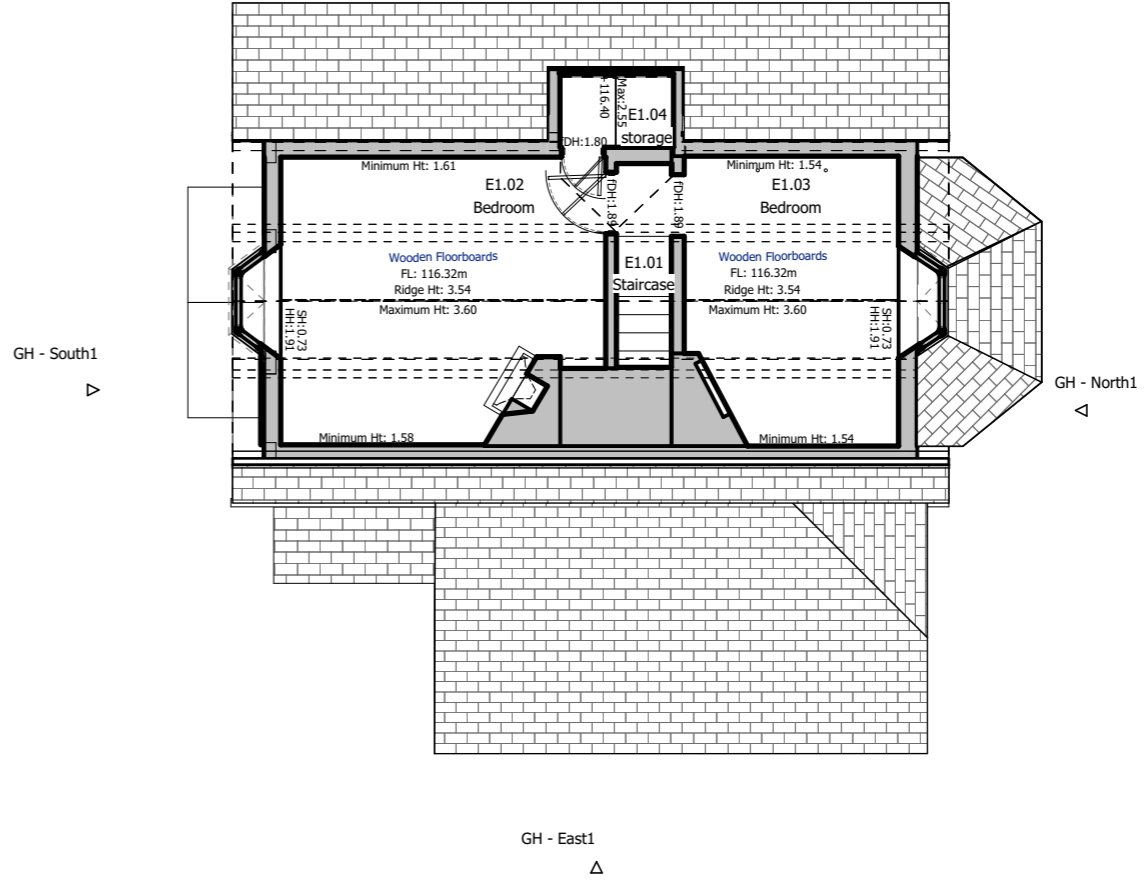 +116.40
Max:2.55
E1.04
storage
fDH:1.80
Minimum Ht: 1.61
Minimum Ht: 1.54
E1.02
Bedroom
fDH:1.89
fDH:1.89
E1.03
Bedroom
Wooden Floorboards
FL: 116.32m
Ridge Ht: 3.54
Maximum Ht: 3.60
E1.01
Staircase
Wooden Floorboards
FL: 116.32m
Ridge Ht: 3.54
Maximum Ht: 3.60
SH:0.73
HH:1.91
SH:0.73
HH:1.91
GH - South1
GH - North1
Minimum Ht: 1.58
Minimum Ht: 1.54
GH - East1